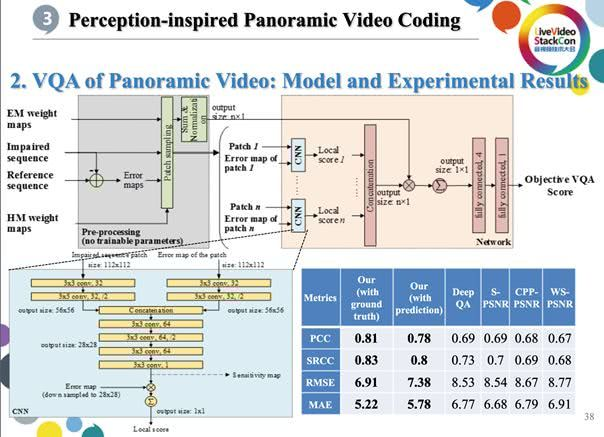 3 Perception-inspired Panoramic Video Coding
LiveVideo
StackCon
音视频技术大会
2. VQA of Panoramic Video: Model and Experimental Results
EM weight
maps
Impaired
sequence
Reference
sequence
HM weight
maps
Error
maps
Patch sampling
Sum &
Normalizati
on
output
size: n×1
Pre-processing
(no trainable parameters)
Patch 1
Error map of
patch 1
CNN
Local
score 1
Patch n
Error map of
patch n
CNN
Local
score n
Concatenation
output
size: n×1
output
size: 1×1
fully connected, 4
fully connected, 1
Network
Objective VQA
Score
Impaired sequence patch
size: 112x112
Error map of the patch
size: 112x112
3x3 conv, 32
3x3 conv, 32
3x3 conv, 32, /2
3x3 conv, 32, /2
output size: 56x56
Concatenation
output size: 56x56
3x3 conv, 64
3x3 conv, 64, /2
output size: 28x28
3x3 conv, 64
3x3 conv, 1
Sensitivity map
Error map
(down sampled to 28x28)
output size: 1x1
CNN
Local score
Metrics Our (with ground truth) Our (with prediction) Deep QA S-PSNR CPP-PSNR WS-PSNR
PCC 0.81 0.78 0.69 0.69 0.68 0.67
SRCC 0.83 0.8 0.73 0.7 0.69 0.68
RMSE 6.91 7.38 8.53 8.54 8.67 8.77
MAE 5.22 5.78 6.77 6.68 6.79 6.91
38